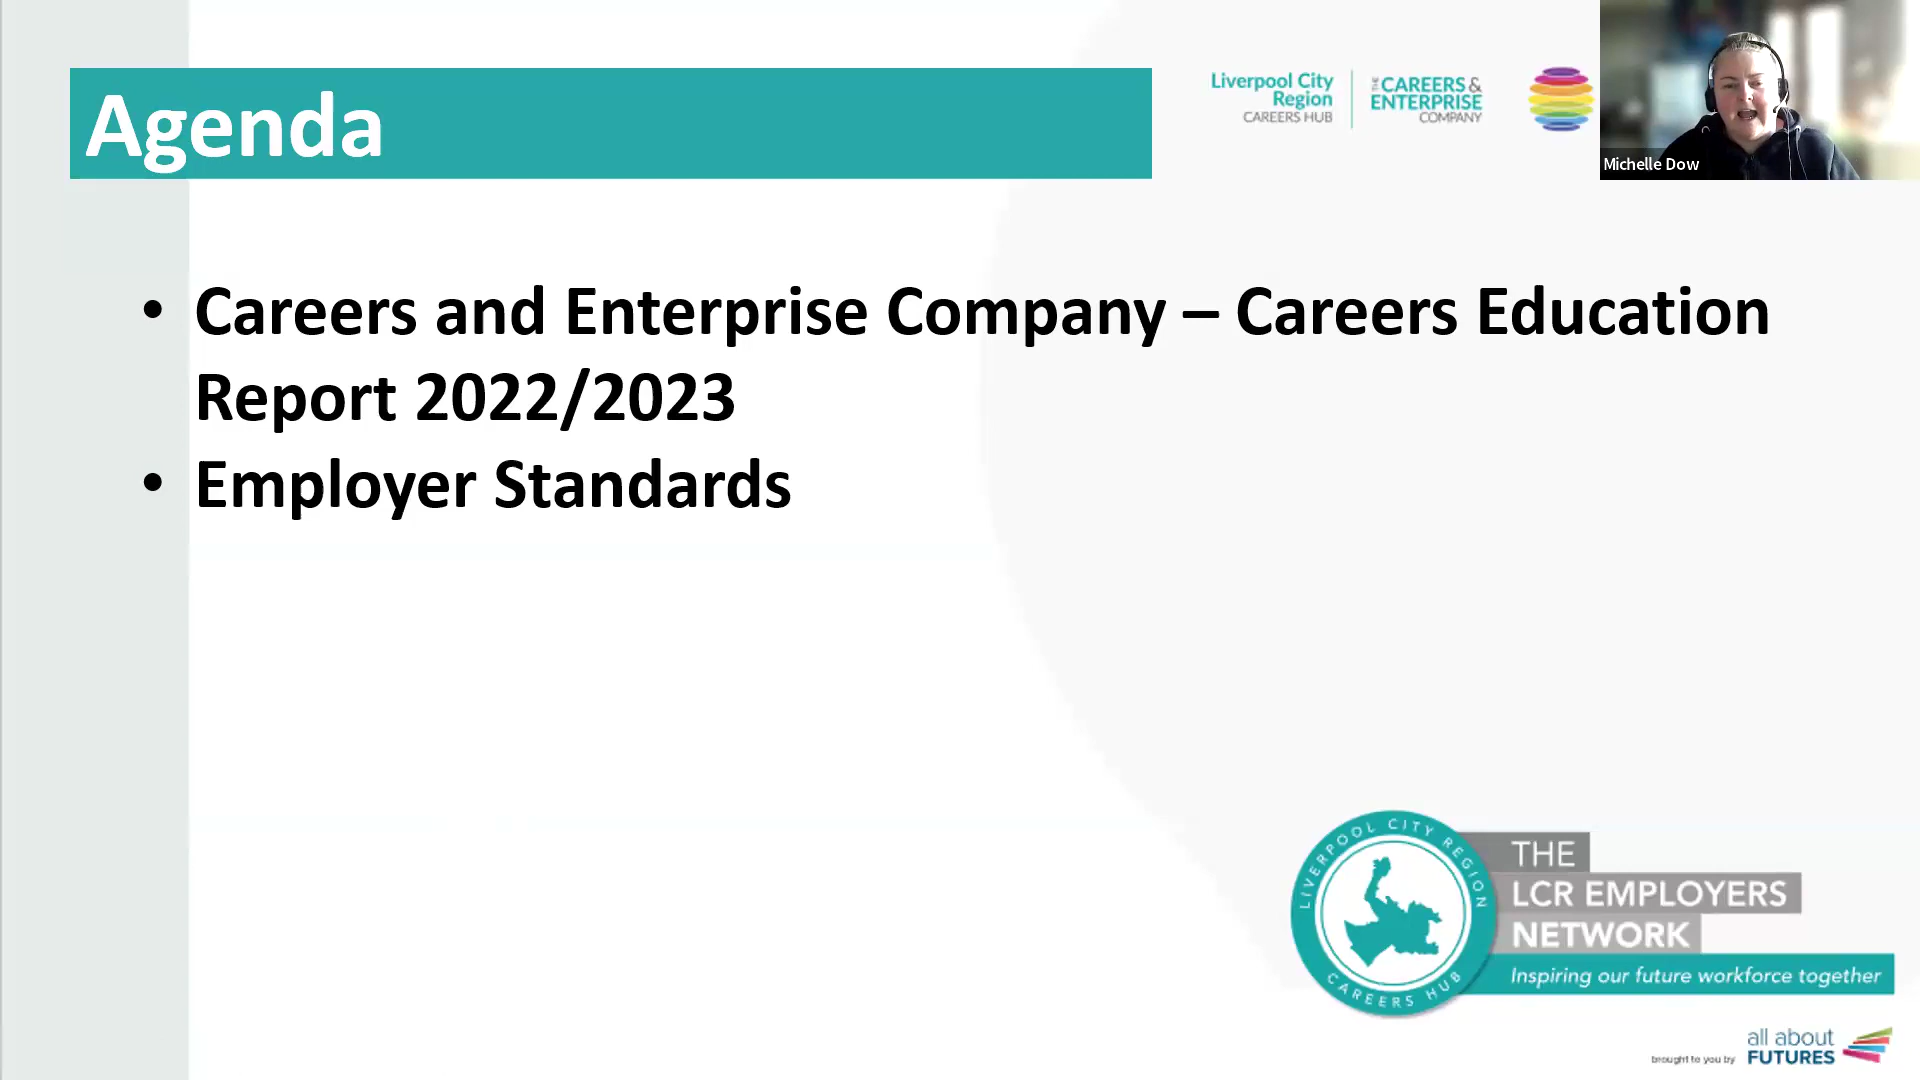 Agenda
Liverpool City
Region
CAREERS HUB
THE
CAREERS &
ENTERPRISE
COMPANY
Michelle Dow
• Careers and Enterprise Company – Careers Education
Report 2022/2023
• Employer Standards
LIVERPOOL CITY REGION
CAREERS HUB
THE
LCR EMPLOYERS
NETWORK
Inspiring our future workforce together
brought to you by
all about
FUTURES